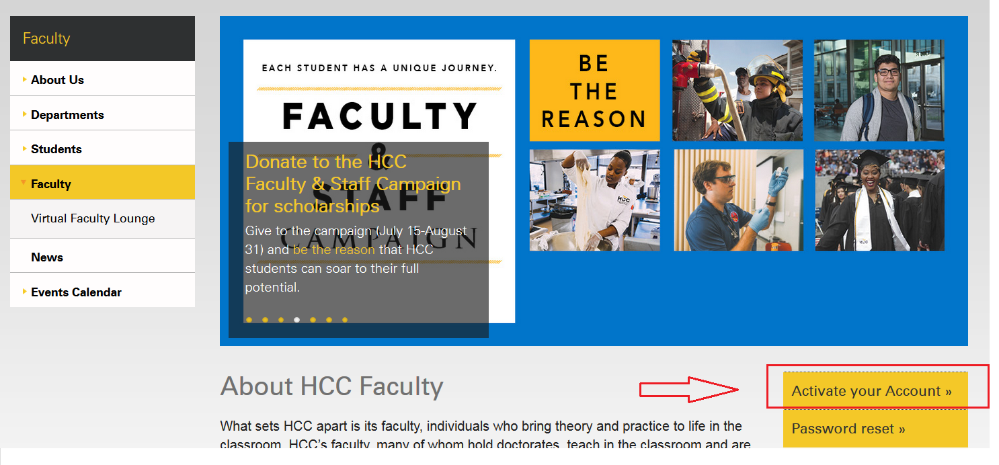 Faculty
About Us
Departments
Students
Faculty
Virtual Faculty Lounge
News
Events Calendar
EACH STUDENT HAS A UNIQUE JOURNEY.
FACULTY
&
STAFF
CAMPAIGN
Donate to the HCC
Faculty & Staff Campaign
for scholarships
Give to the campaign (July 15-August
31) and be the reason that HCC
students can soar to their full
potential.
BE
THE
REASON
HCC
HCC
About HCC Faculty
What sets HCC apart is its faculty, individuals who bring theory and practice to life in the
classroom. HCC's faculty, many of whom hold doctorates, teach in the classroom and are
Activate your Account »
Password reset »